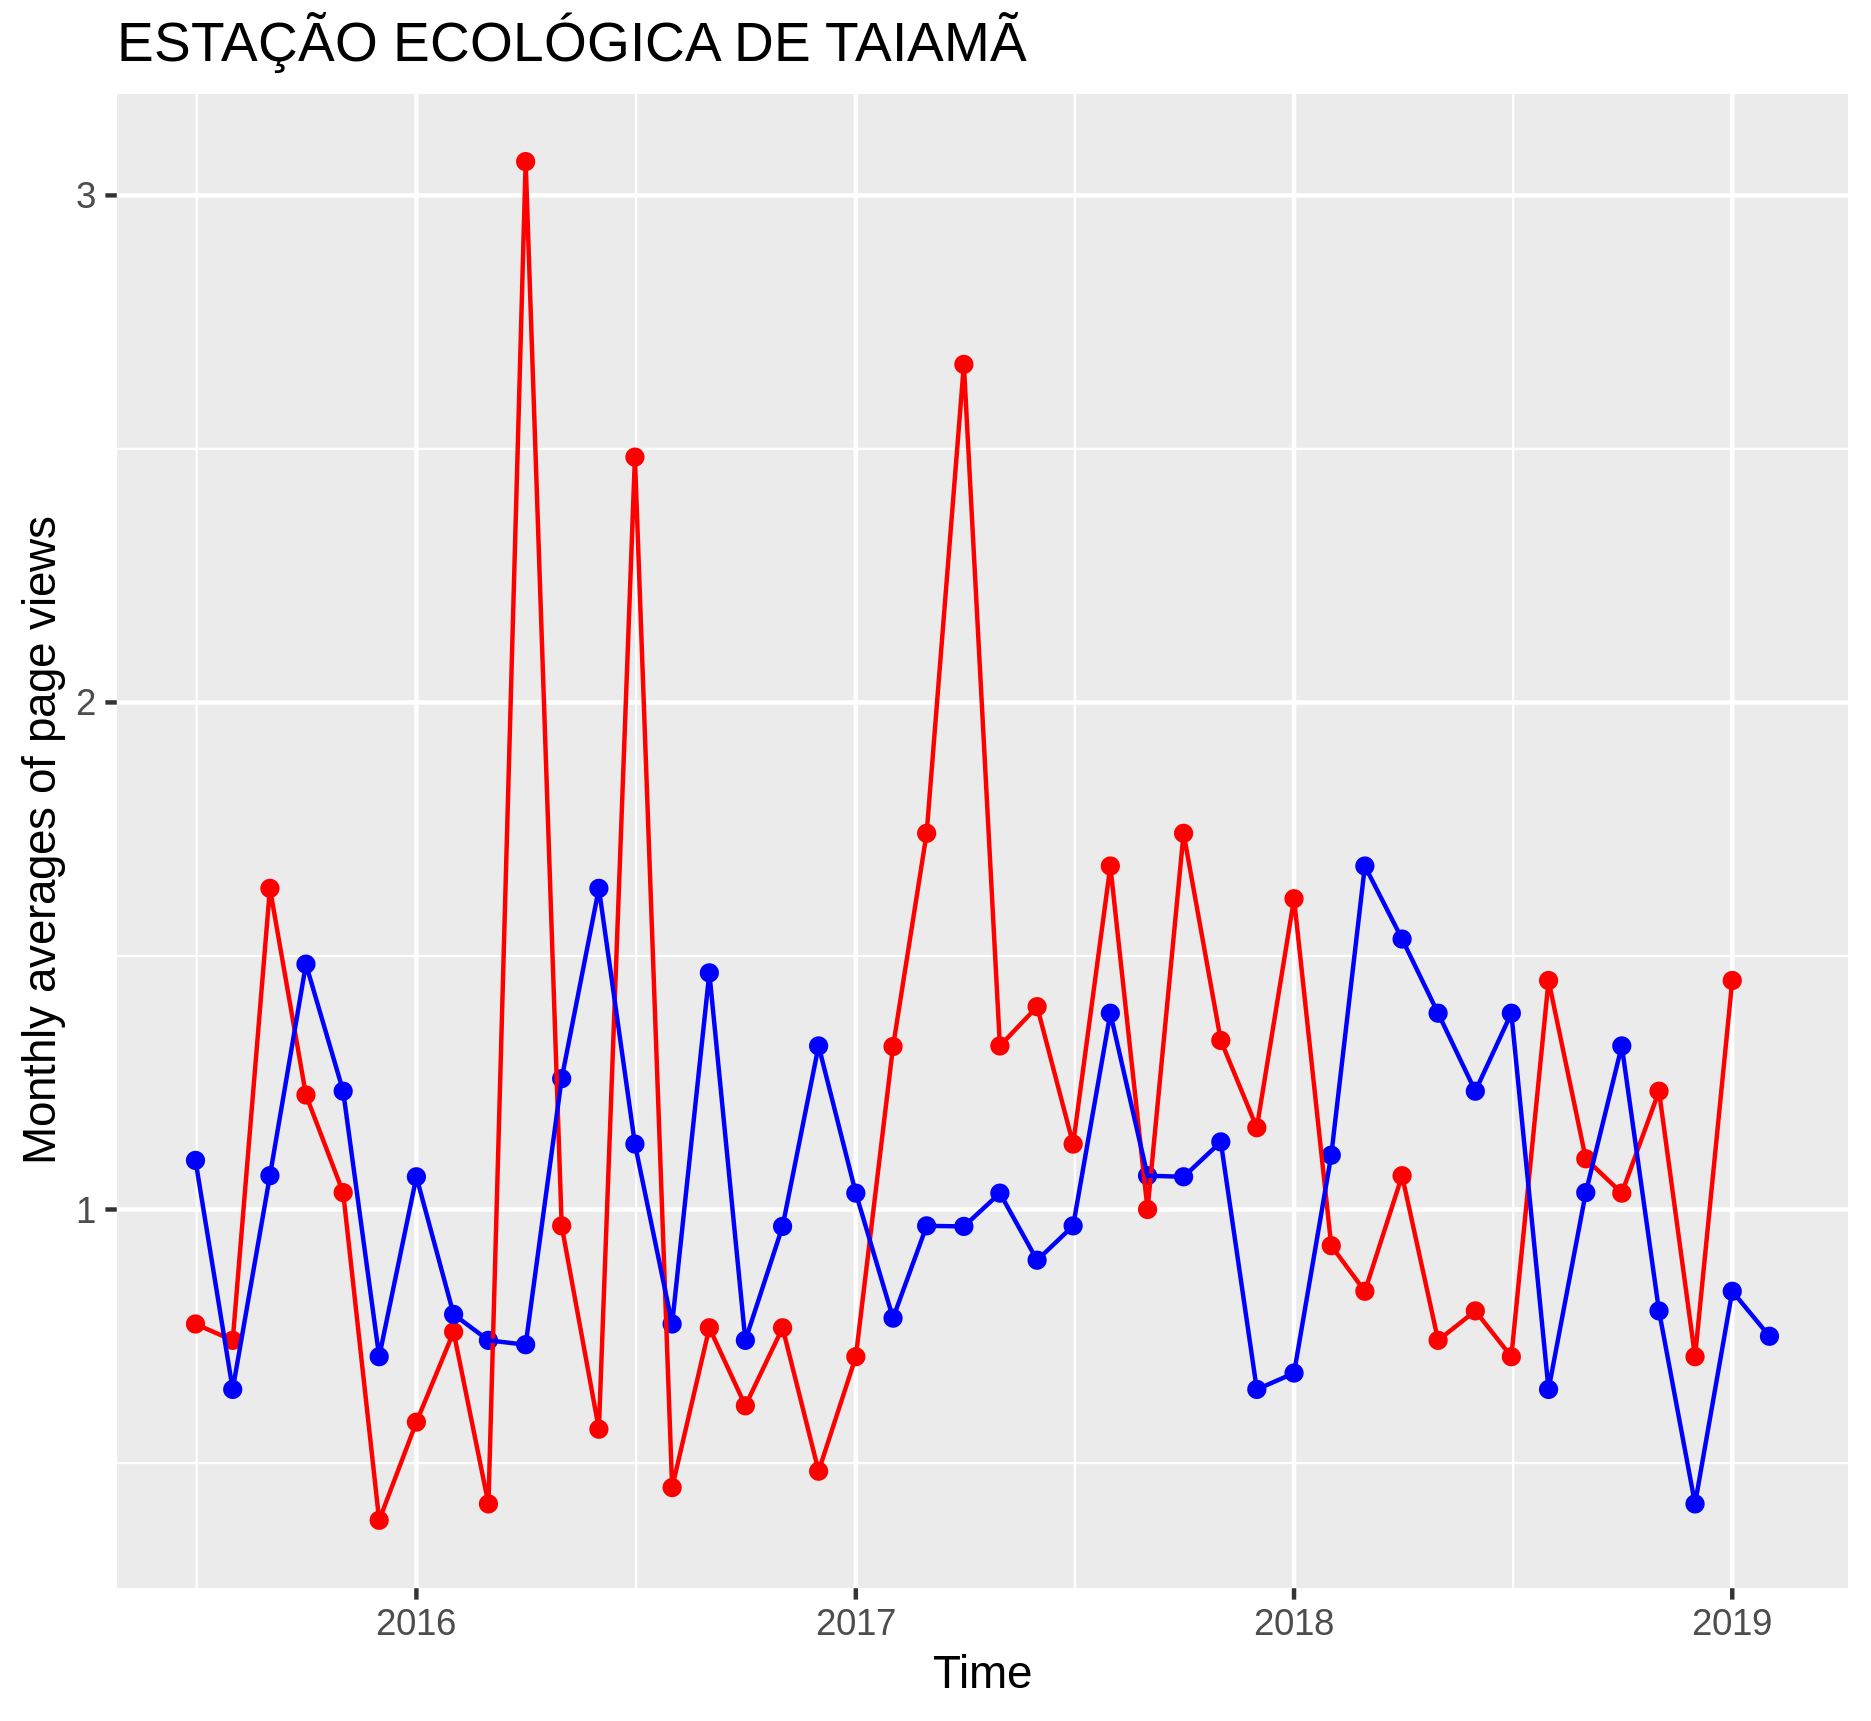 ESTAÇÃO ECOLÓGICA DE TAIAMÃ
Monthly averages of page views
3
2
1
2016
2017
2018
2019
Time